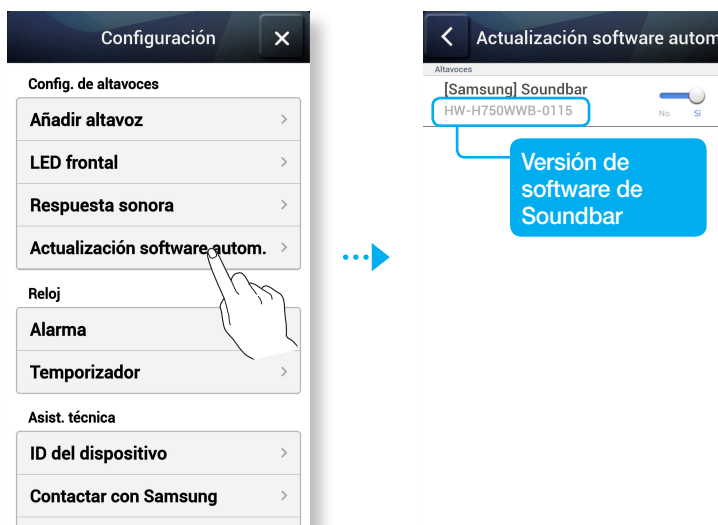 Configuración
Config. de altavoces
Añadir altavoz
LED frontal
Respuesta sonora
Actualización software autom.
Reloj
Alarma
Temporizador
Asist. técnica
ID del dispositivo
Contactar con Samsung
Actualización software autom
Altavoces
[Samsung] Soundbar
HW-H750WWB-0115
No Sí
Versión de
software de
Soundbar